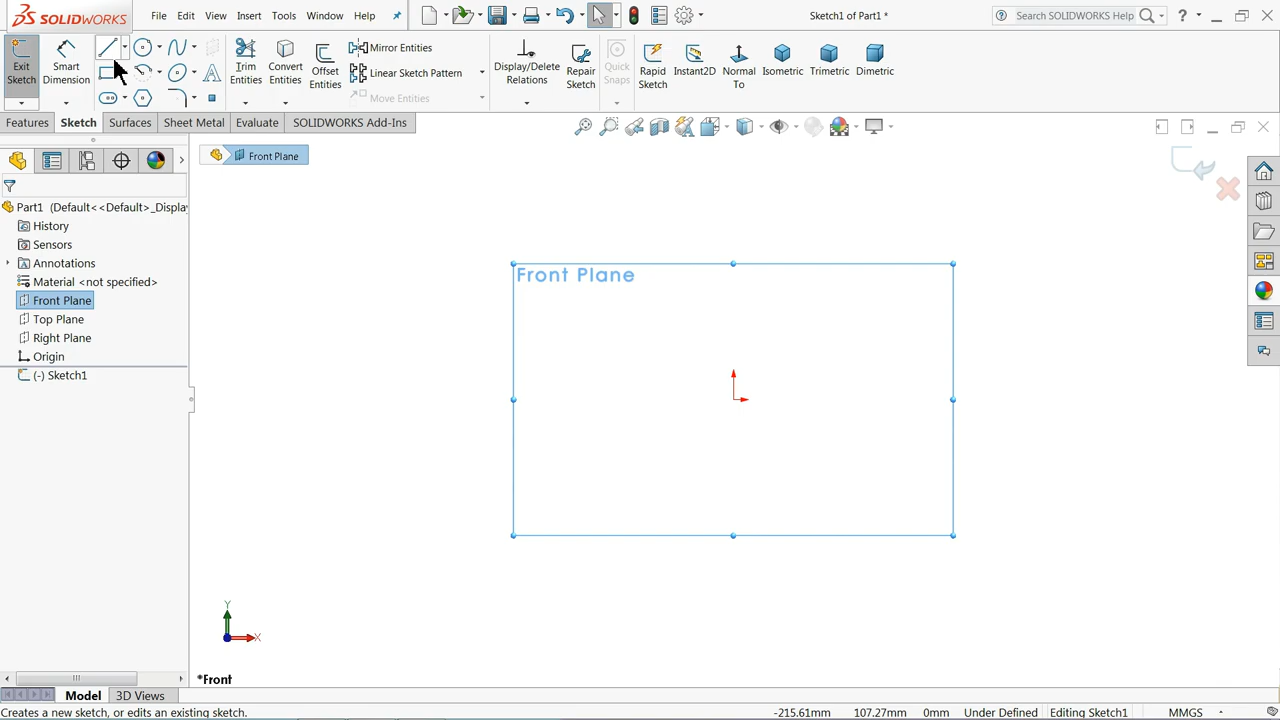 SOLIDWORKS
File
Edit
View
Insert
Tools
Window
Help
Sketch1 of Part1 *
Search SOLIDWORKS Help
Exit Sketch
Smart Dimension
Trim Entities
Convert Entities
Offset Entities
Mirror Entities
Linear Sketch Pattern
Move Entities
Display/Delete Relations
Repair Sketch
Quick Snaps
Rapid Sketch
Instant2D
Normal To
Isometric
Trimetric
Dimetric
Features
Sketch
Surfaces
Sheet Metal
Evaluate
SOLIDWORKS Add-Ins
Front Plane
Part1 (Default<<Default>_Displa
History
Sensors
Annotations
Material <not specified>
Front Plane
Top Plane
Right Plane
Origin
(-) Sketch1
Front Plane
Y
X
*Front
Model
3D Views
Creates a new sketch, or edits an existing sketch.
-215.61mm
107.27mm
0mm
Under Defined
Editing Sketch1
MMGS